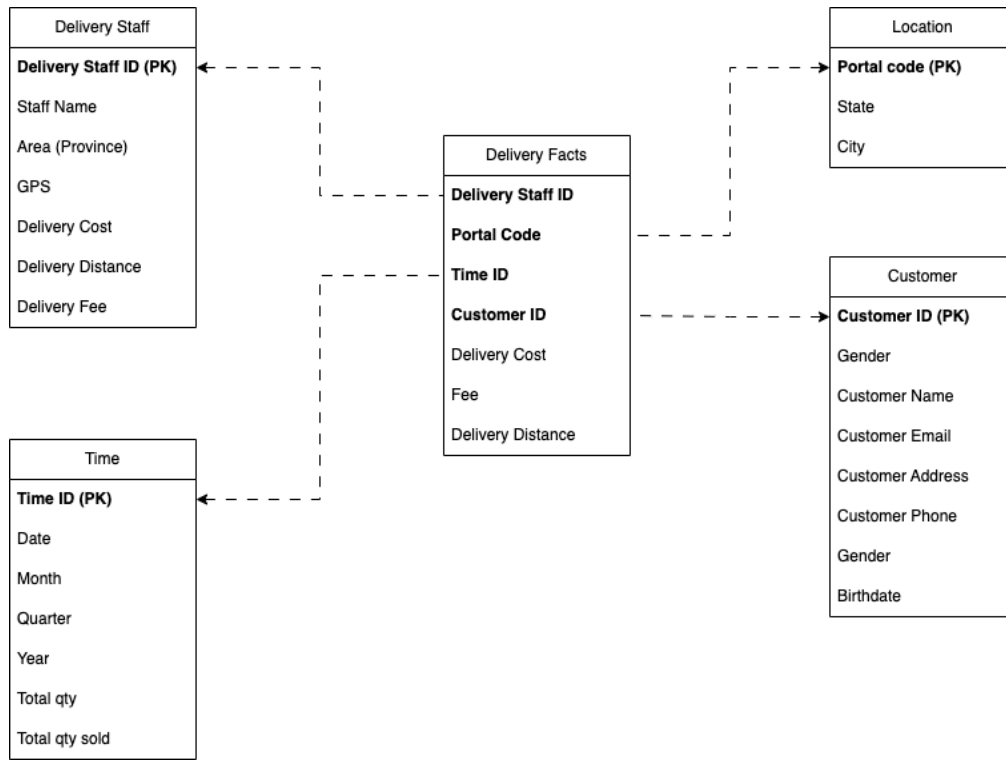 Delivery Staff
Delivery Staff ID (PK)
Staff Name
Area (Province)
GPS
Delivery Cost
Delivery Distance
Delivery Fee
Time
Time ID (PK)
Date
Month
Quarter
Year
Total qty
Total qty sold
Delivery Facts
Delivery Staff ID
Portal Code
Time ID
Customer ID
Delivery Cost
Fee
Delivery Distance
Location
Portal code (PK)
State
City
Customer
Customer ID (PK)
Gender
Customer Name
Customer Email
Customer Address
Customer Phone
Gender
Birthdate